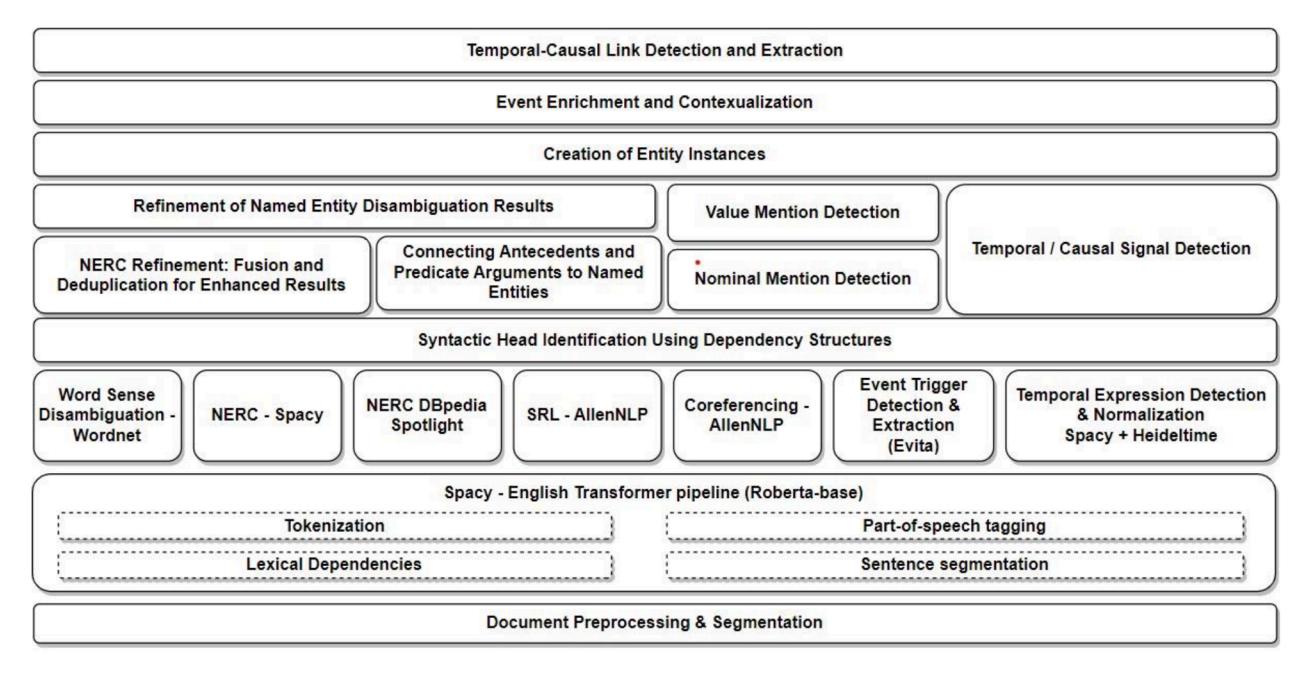 Temporal-Causal Link Detection and Extraction
Event Enrichment and Contexualization
Creation of Entity Instances
Refinement of Named Entity Disambiguation Results
Value Mention Detection
Temporal / Causal Signal Detection
NERC Refinement: Fusion and
Deduplication for Enhanced Results
Connecting Antecedents and
Predicate Arguments to Named
Entities
Nominal Mention Detection
Syntactic Head Identification Using Dependency Structures
Word Sense
Disambiguation -
Wordnet
NERC - Spacy
NERC DBpedia
Spotlight
SRL - AllenNLP
Coreferencing -
AllenNLP
Event Trigger
Detection &
Extraction
(Evita)
Temporal Expression Detection
& Normalization
Spacy + Heideltime
Spacy - English Transformer pipeline (Roberta-base)
Tokenization
Part-of-speech tagging
Lexical Dependencies
Sentence segmentation
Document Preprocessing & Segmentation